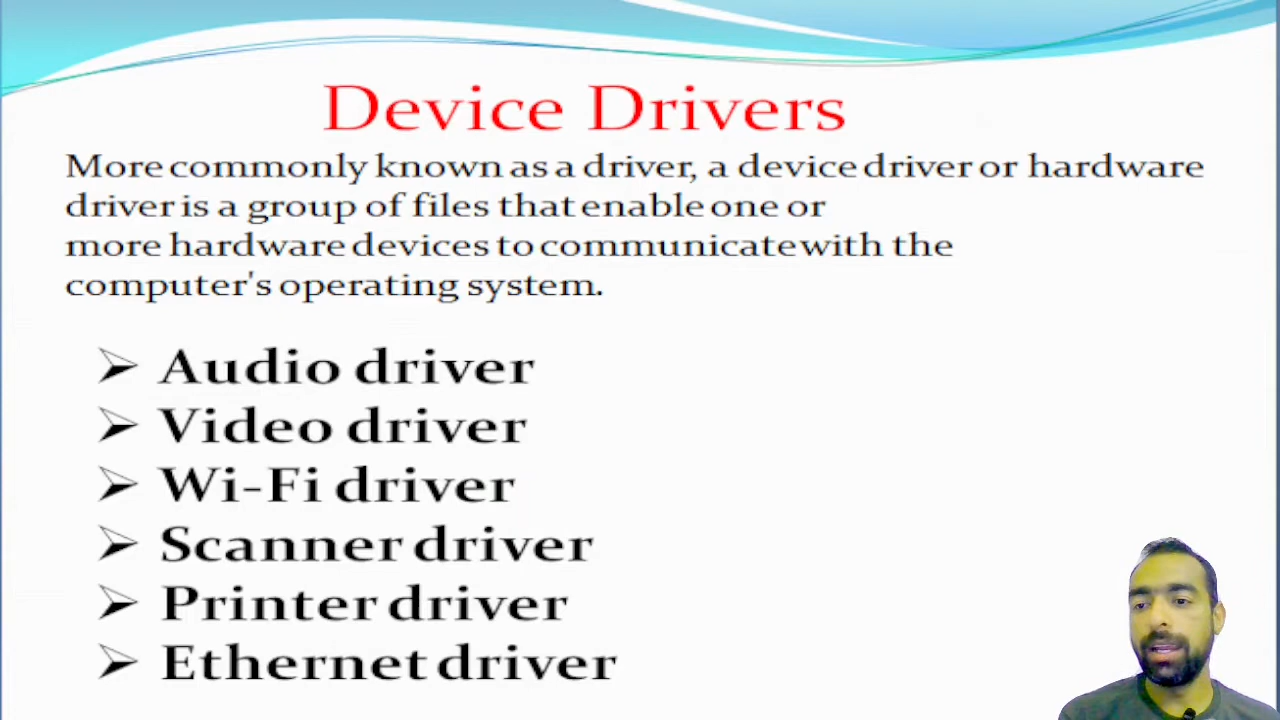 Device Drivers
More commonly known as a driver, a device driver or hardware
driver is a group of files that enable one or
more hardware devices to communicate with the
computer's operating system.
Audio driver
Video driver
Wi-Fi driver
Scanner driver
Printer driver
Ethernet driver